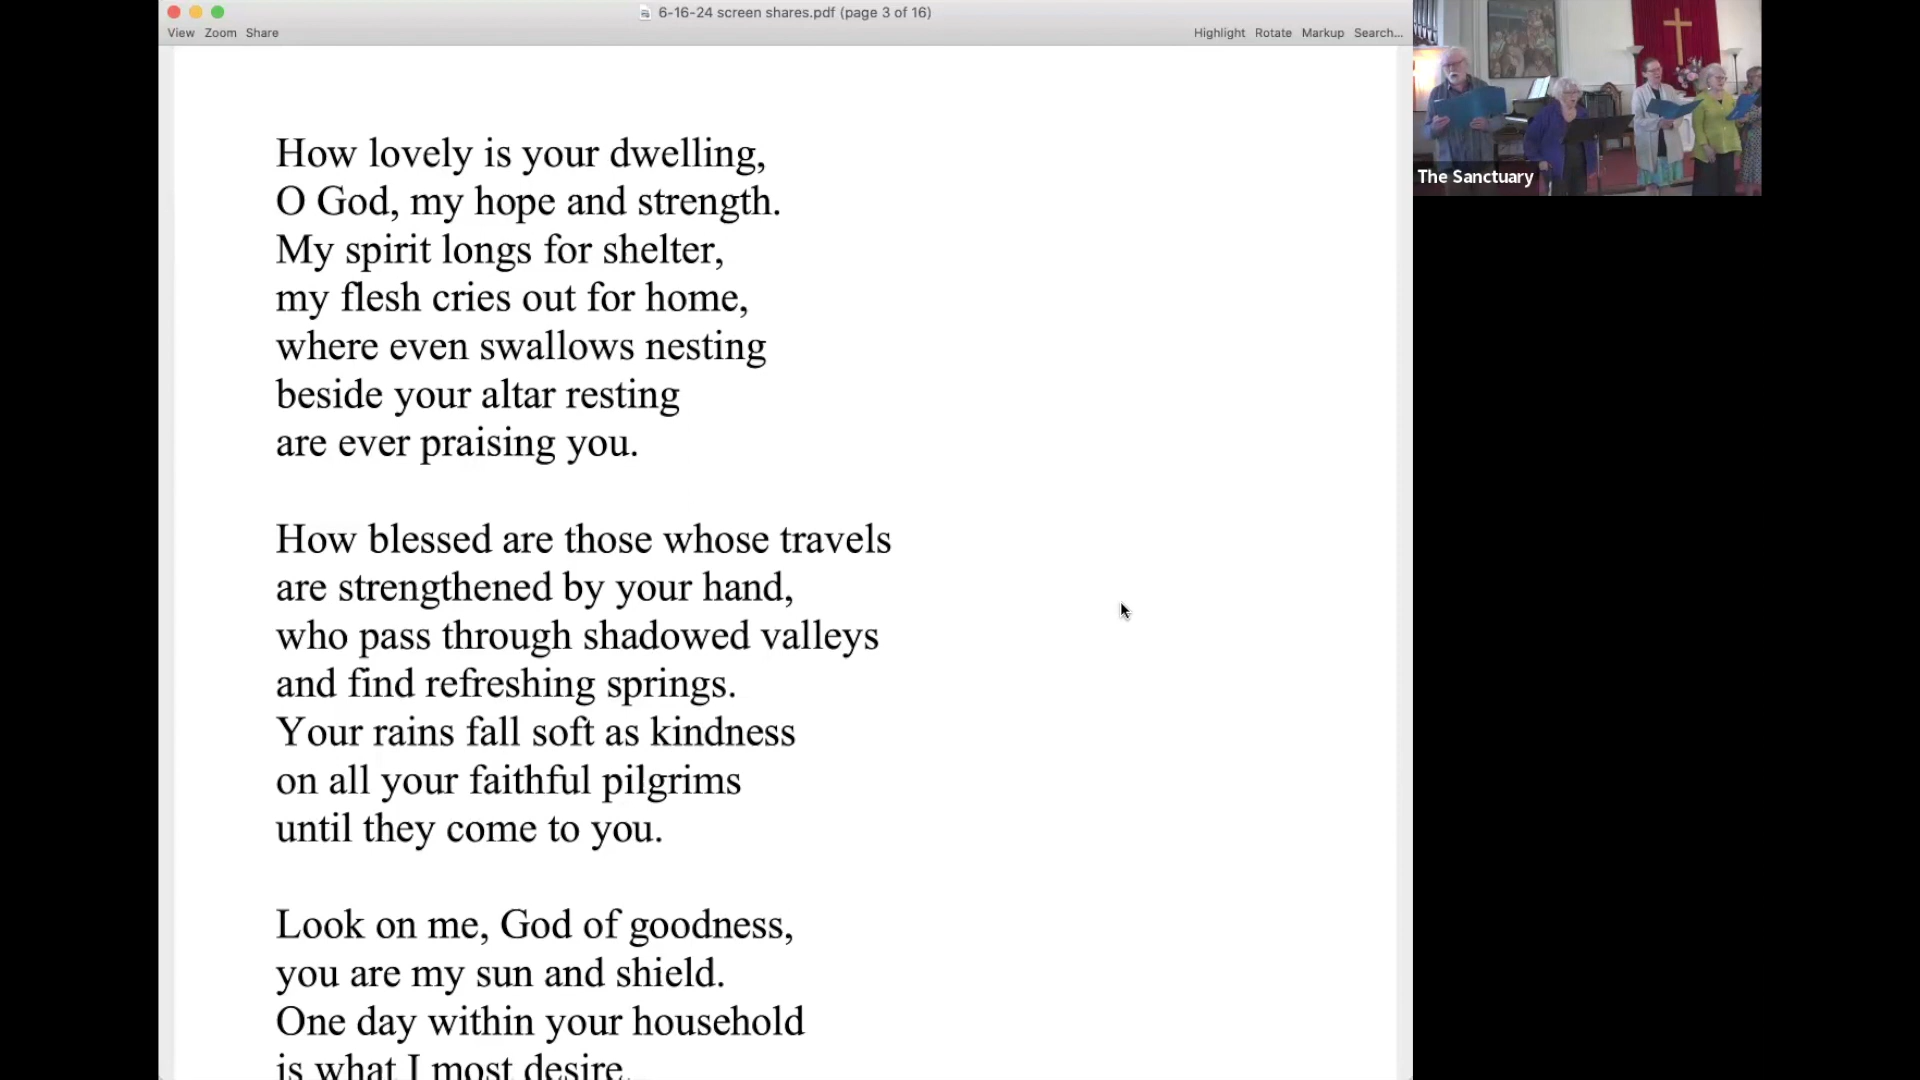 6-16-24 screen shares.pdf (page 3 of 16)
View Zoom Share
Highlight Rotate Markup Search...
The Sanctuary
How lovely is your dwelling,
O God, my hope and strength.
My spirit longs for shelter,
my flesh cries out for home,
where even swallows nesting
beside your altar resting
are ever praising you.
How blessed are those whose travels
are strengthened by your hand,
who pass through shadowed valleys
and find refreshing springs.
Your rains fall soft as kindness
on all your faithful pilgrims
until they come to you.
Look on me, God of goodness,
you are my sun and shield.
One day within your household
is what I most desire.